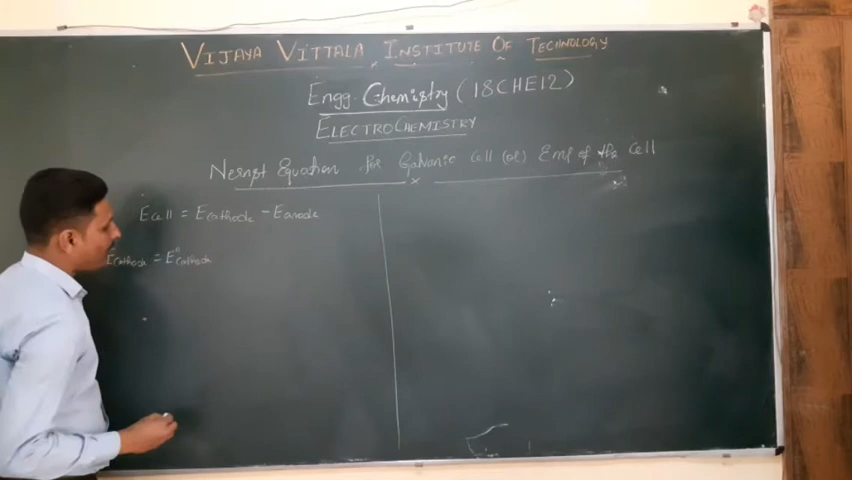 VIJAYA VITTALA INSTITUTE OF TECHNOLOGY
Engg. Chemistry (18CHE12)
ELECTROCHEMISTRY
Nernst Equation for Galvanic cell (or) Emf of the cell
Ecell = Ecathode - Eanode
Ecathode = E°cathode